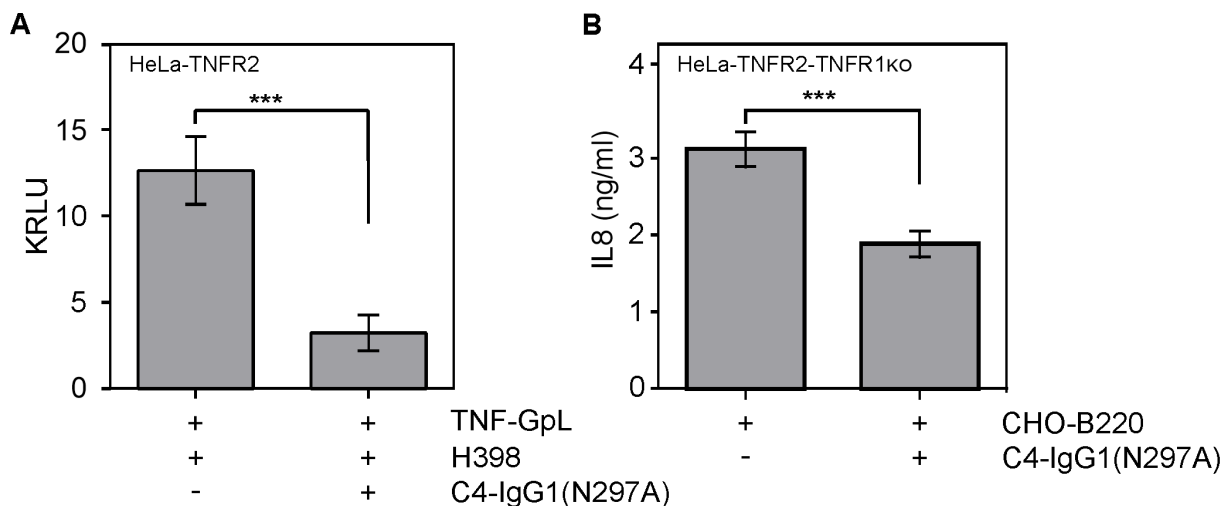 A
20
15
10
5
0
KRLU
HeLa-TNFR2
***
+ + TNF-GpL
+ + H398
- + C4-IgG1(N297A)
B
4
3
2
1
0
IL8 (ng/ml)
HeLa-TNFR2-TNFR1KO
***
+ + CHO-B220
- + C4-IgG1(N297A)